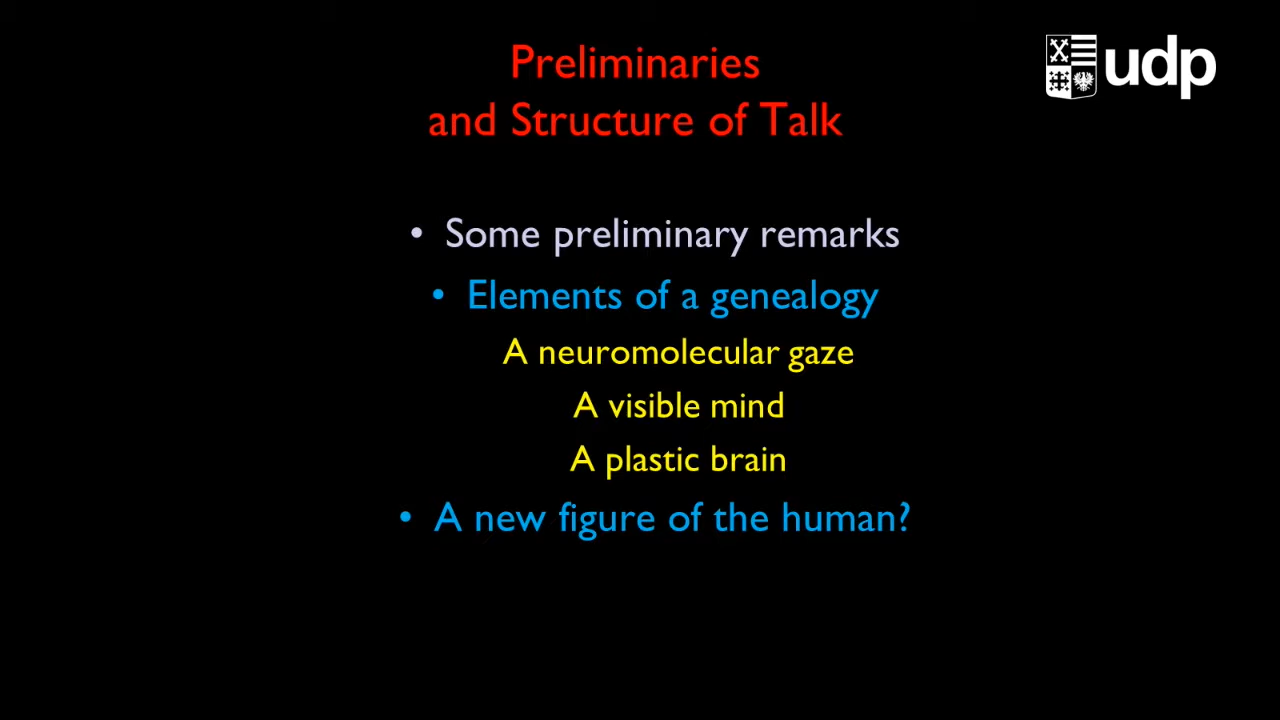 Preliminaries
and Structure of Talk
udp
• Some preliminary remarks
• Elements of a genealogy
A neuromolecular gaze
A visible mind
A plastic brain
• A new figure of the human?